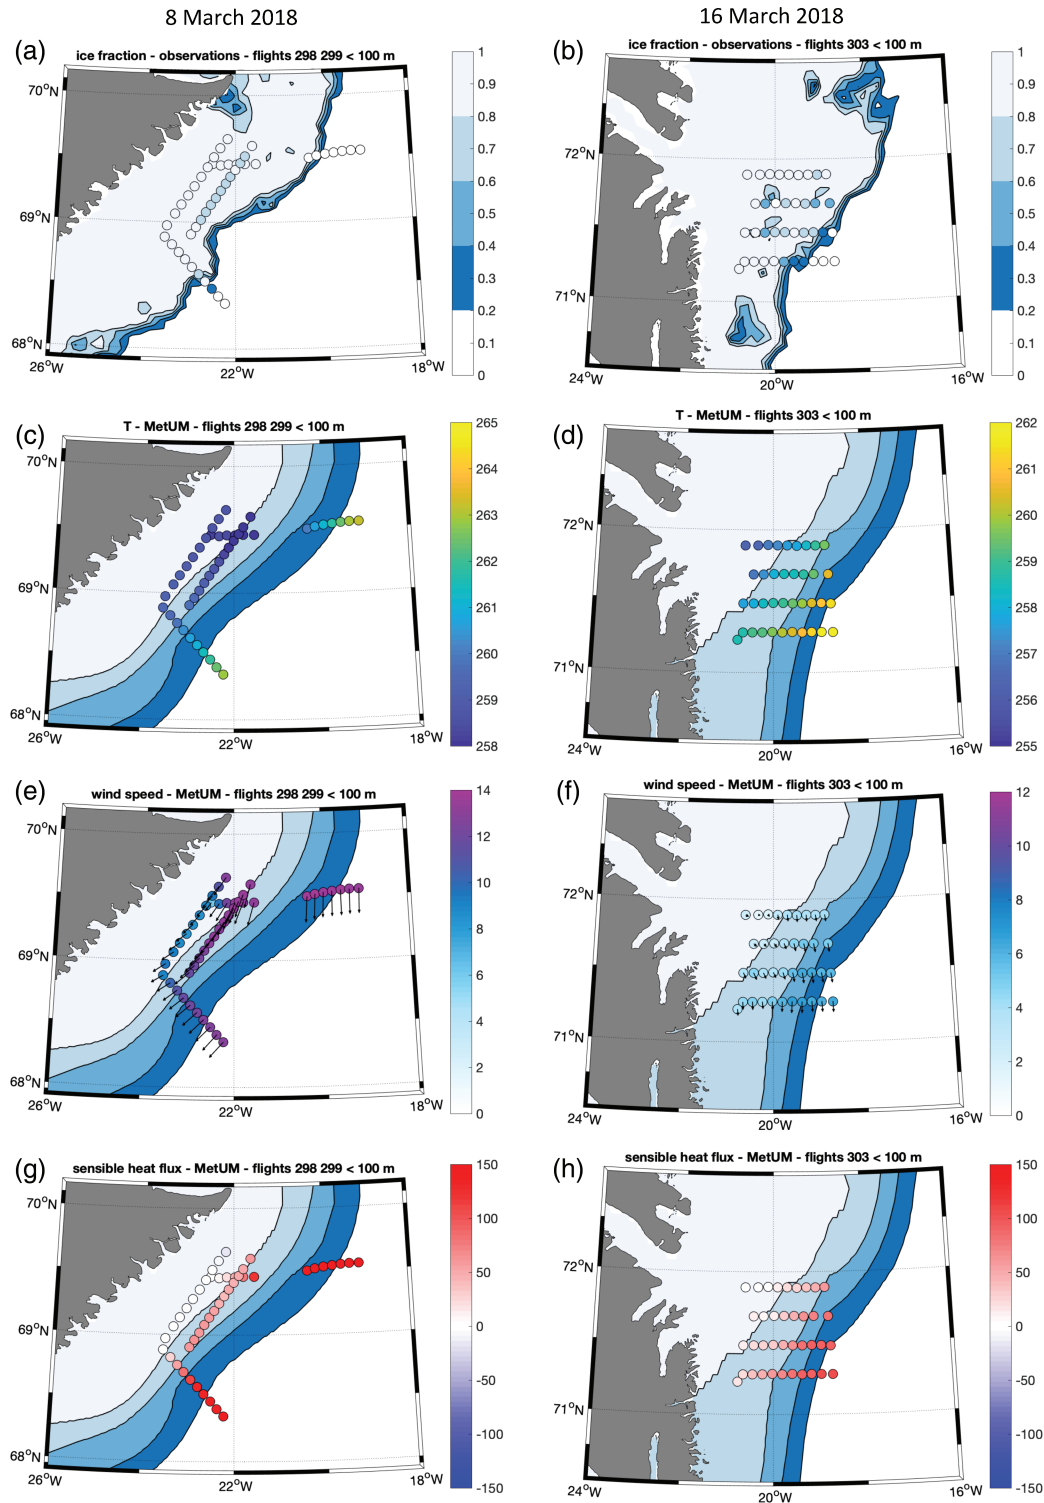 8 March 2018
16 March 2018
(a)
ice fraction - observations - flights 298 299 < 100 m
70°N
69°N
68°N
26°W
22°W
18°W
1
0.9
0.8
0.7
0.6
0.5
0.4
0.3
0.2
0.1
0
(b)
ice fraction - observations - flights 303 < 100 m
72°N
71°N
24°W
20°W
16°W
1
0.9
0.8
0.7
0.6
0.5
0.4
0.3
0.2
0.1
0
(c)
T - MetUM - flights 298 299 < 100 m
70°N
69°N
68°N
26°W
22°W
18°W
265
264
263
262
261
260
259
258
(d)
T - MetUM - flights 303 < 100 m
72°N
71°N
24°W
20°W
16°W
262
261
260
259
258
257
256
255
(e)
wind speed - MetUM - flights 298 299 < 100 m
70°N
69°N
68°N
26°W
22°W
18°W
14
12
10
8
6
4
2
0
(f)
wind speed - MetUM - flights 303 < 100 m
72°N
71°N
24°W
20°W
16°W
12
10
8
6
4
2
0
(g)
sensible heat flux - MetUM - flights 298 299 < 100 m
70°N
69°N
68°N
26°W
22°W
18°W
150
100
50
0
-50
-100
-150
(h)
sensible heat flux - MetUM - flights 303 < 100 m
72°N
71°N
24°W
20°W
16°W
150
100
50
0
-50
-100
-150